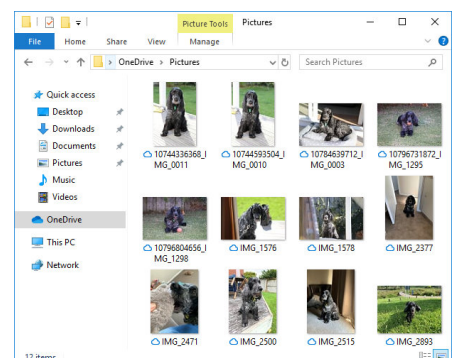 Picture Tools Pictures
File Home Share View Manage
OneDrive > Pictures
Search Pictures
Quick access
Desktop
Downloads
Documents
Pictures
Music
Videos
OneDrive
This PC
Network
10744336368_I
MG_0011
10744593504_I
MG_0010
10784639712_I
MG_0003
10796731872_I
MG_1295
10796804656_I
MG_1298
IMG_1576
IMG_1578
IMG_2377
IMG_2471
IMG_2500
IMG_2515
IMG_2893
12 items